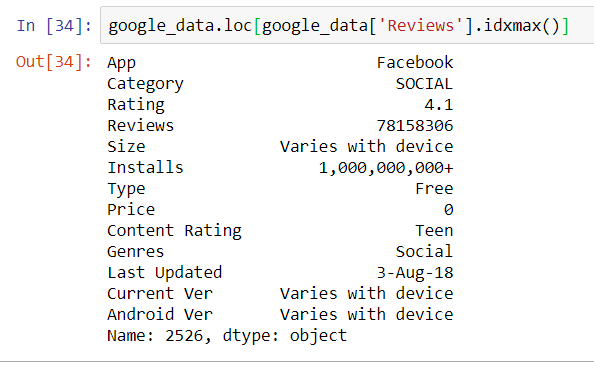 In [34]: google_data.loc[google_data['Reviews'].idxmax()]
Out[34]: App Facebook
Category SOCIAL
Rating 4.1
Reviews 78158306
Size Varies with device
Installs 1,000,000,000+
Type Free
Price 0
Content Rating Teen
Genres Social
Last Updated 3-Aug-18
Current Ver Varies with device
Android Ver Varies with device
Name: 2526, dtype: object